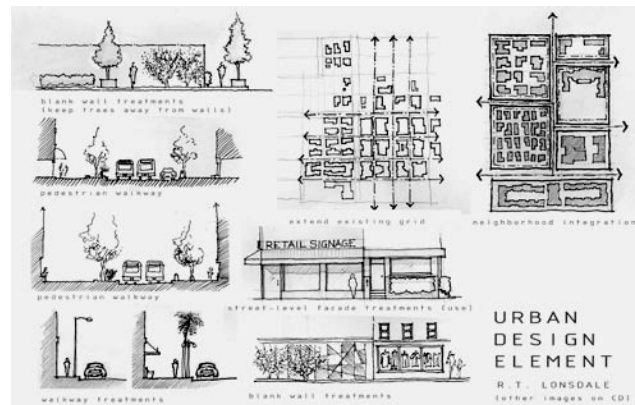 blank wall treatments
(keep trees away from walls)
pedestrian walkway
pedestrian walkway
walkway treatments
extend existing grid
RETAIL SIGNAGE
street-level facade treatments (use)
blank wall treatments
neighborhood integration
URBAN
DESIGN
ELEMENT
R.T. LONSDALE
(other images on CD)